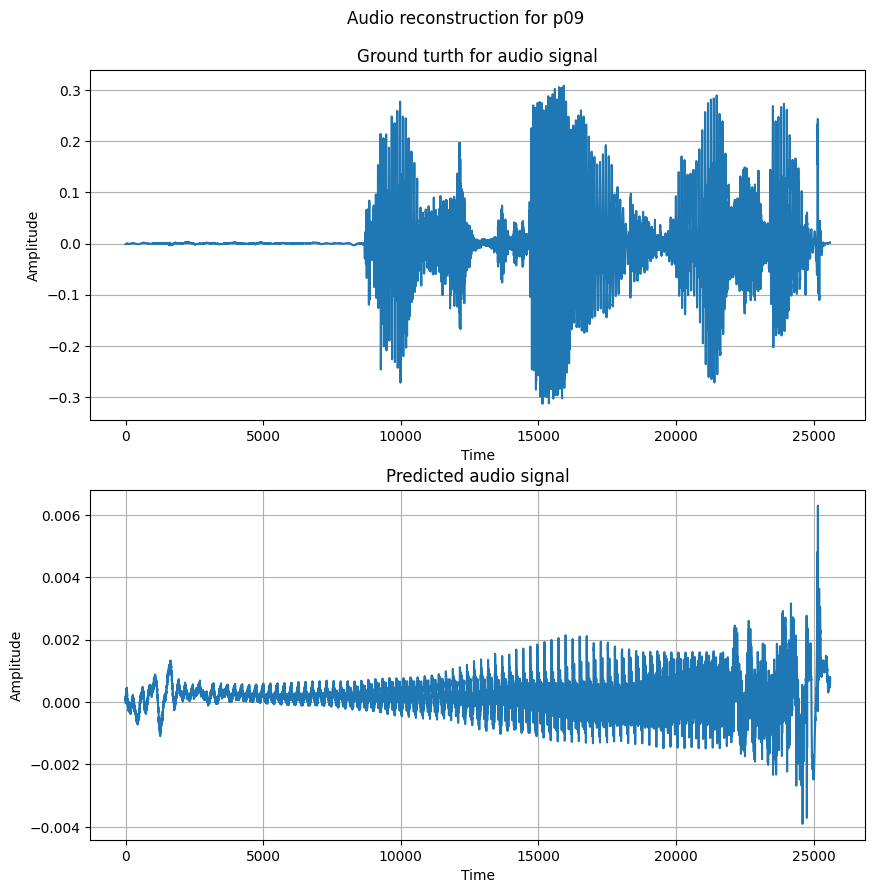 Audio reconstruction for p09
Ground turth for audio signal
0.3
0.2
0.1
0.0
−0.1
−0.2
−0.3
Amplitude
0 5000 10000 15000 20000 25000
Time
Predicted audio signal
0.006
0.004
0.002
0.000
−0.002
−0.004
Amplitude
0 5000 10000 15000 20000 25000
Time